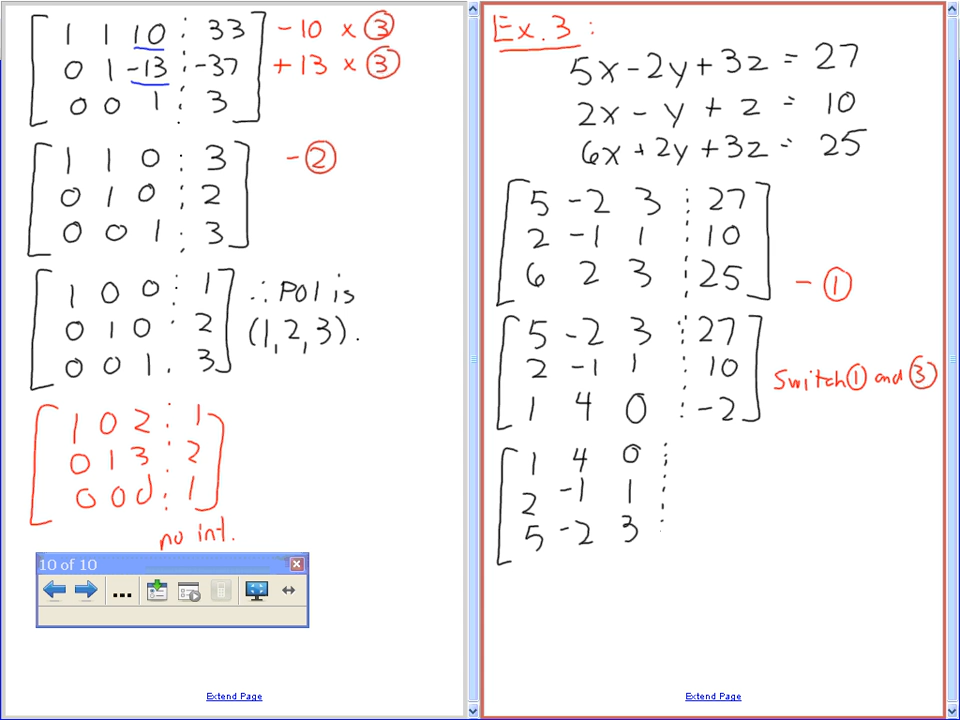 1 1 10 : 33 - 10 x ③
0 1 -13 : -37 + 13 x ③
0 0 1 : 3
1 1 0 : 3 - ②
0 1 0 : 2
0 0 1 : 3
1 0 0 : 1 ∴ POI is
0 1 0 : 2 (1, 2, 3).
0 0 1 . 3
1 0 2 : 1
0 1 3 : 2
0 0 0 : 1
no int.
10 of 10
...
Extend Page
Ex. 3 :
5x - 2y + 3z = 27
2x - y + z = 10
6x + 2y + 3z = 25
5 -2 3 : 27
2 -1 1 : 10
6 2 3 : 25 - ①
5 -2 3 : 27
2 -1 1 : 10 Switch ① and ③
1 4 0 : -2
1 4 0 :
2 -1 1 :
5 -2 3 :
Extend Page